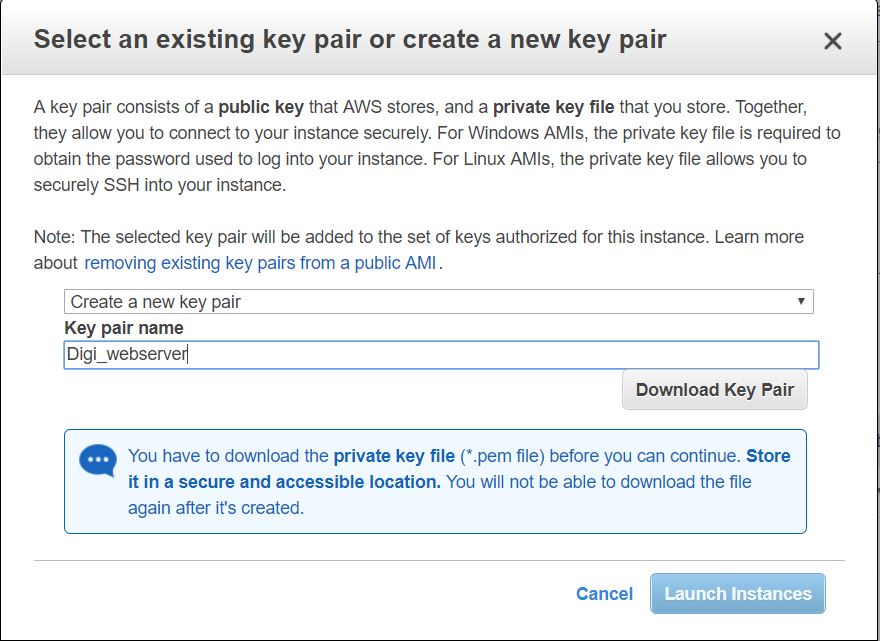 Select an existing key pair or create a new key pair
A key pair consists of a public key that AWS stores, and a private key file that you store. Together,
they allow you to connect to your instance securely. For Windows AMIs, the private key file is required to
obtain the password used to log into your instance. For Linux AMIs, the private key file allows you to
securely SSH into your instance.
Note: The selected key pair will be added to the set of keys authorized for this instance. Learn more
about removing existing key pairs from a public AMI.
Create a new key pair
Key pair name
Digi_webserver
Download Key Pair
You have to download the private key file (*.pem file) before you can continue. Store
it in a secure and accessible location. You will not be able to download the file
again after it's created.
Cancel Launch Instances